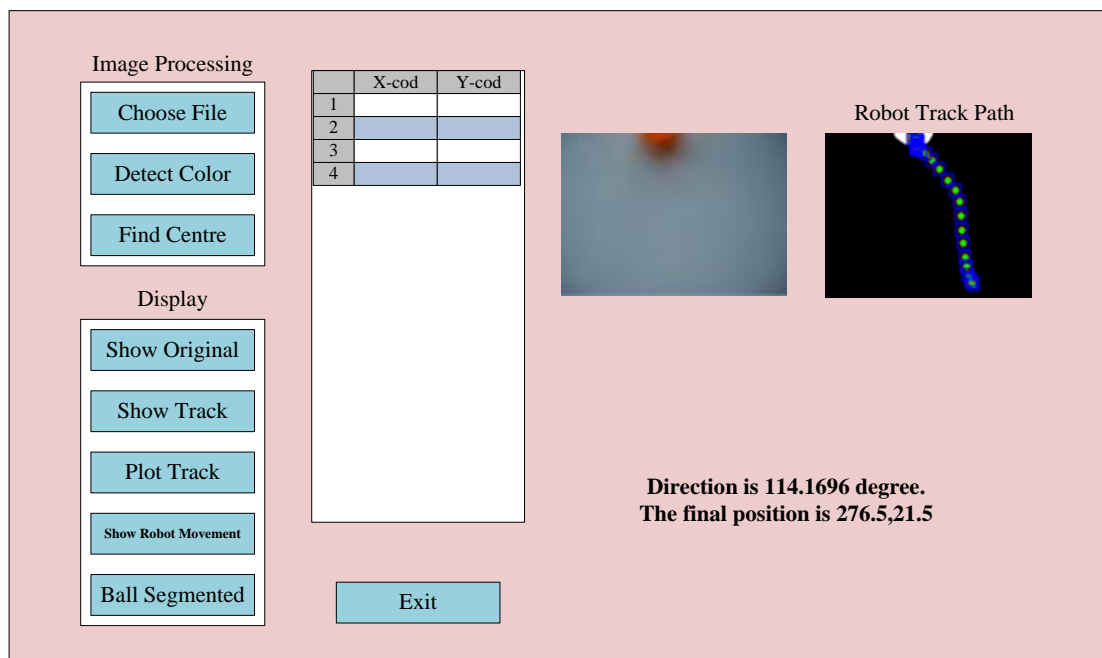 Image Processing
Choose File
Detect Color
Find Centre
Display
Show Original
Show Track
Plot Track
Show Robot Movement
Ball Segmented
X-cod Y-cod
1
2
3
4
Exit
Robot Track Path
Direction is 114.1696 degree.
The final position is 276.5,21.5